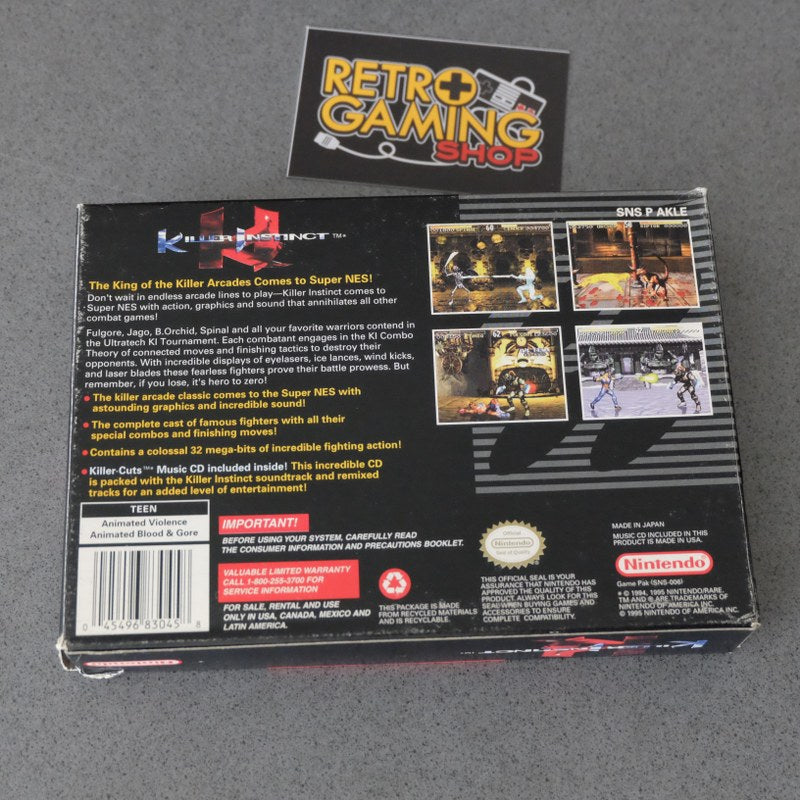 RETRO
GAMING
SHOP
SNS P AKLE
KILLER INSTINCT ™*
The King of the Killer Arcades Comes to Super NES!
Don't wait in endless arcade lines to play—Killer Instinct comes to
Super NES with action, graphics and sound that annihilates all other
combat games!
Fulgore, Jago, B.Orchid, Spinal and all your favorite warriors contend in
the Ultratech KI Tournament. Each combatant engages in the KI Combo
Theory of connected moves and finishing tactics to destroy their
opponents. With incredible displays of eyelasers, ice lances, wind kicks,
and laser blades these fearless fighters prove their battle prowess. But
remember, if you lose, it's hero to zero!
• The killer arcade classic comes to the Super NES with
astounding graphics and incredible sound!
• The complete cast of famous fighters with all their
special combos and finishing moves!
• Contains a colossal 32 mega-bits of incredible fighting action!
• Killer Cuts™* Music CD included inside! This incredible CD
is packed with the Killer Instinct soundtrack and remixed
tracks for an added level of entertainment!
TEEN
Animated Violence
Animated Blood & Gore
0 45496 83045 8
IMPORTANT!
BEFORE USING YOUR SYSTEM, CAREFULLY READ
THE CONSUMER INFORMATION AND PRECAUTIONS BOOKLET.
VALUABLE LIMITED WARRANTY
CALL 1-800-255-3700 FOR
SERVICE INFORMATION
FOR SALE, RENTAL AND USE
ONLY IN USA, CANADA, MEXICO AND
LATIN AMERICA.
THIS PACKAGE IS MADE
FROM RECYCLED MATERIALS
AND IS RECYCLABLE.
Official
Nintendo
Seal of Quality
THIS OFFICIAL SEAL IS YOUR
ASSURANCE THAT NINTENDO HAS
APPROVED THE QUALITY OF THIS
PRODUCT. ALWAYS LOOK FOR THIS
SEAL WHEN BUYING GAMES AND
ACCESSORIES TO ENSURE
COMPLETE COMPATIBILITY.
MADE IN JAPAN
MUSIC CD INCLUDED IN THIS
PRODUCT IS MADE IN USA.
Nintendo
Game Pak (SNS-006)
* © 1994, 1995 NINTENDO/RARE.
TM AND ® ARE TRADEMARKS OF
NINTENDO OF AMERICA INC.
© 1995 NINTENDO OF AMERICA INC.
KILLER INSTINCT ™
Nintendo